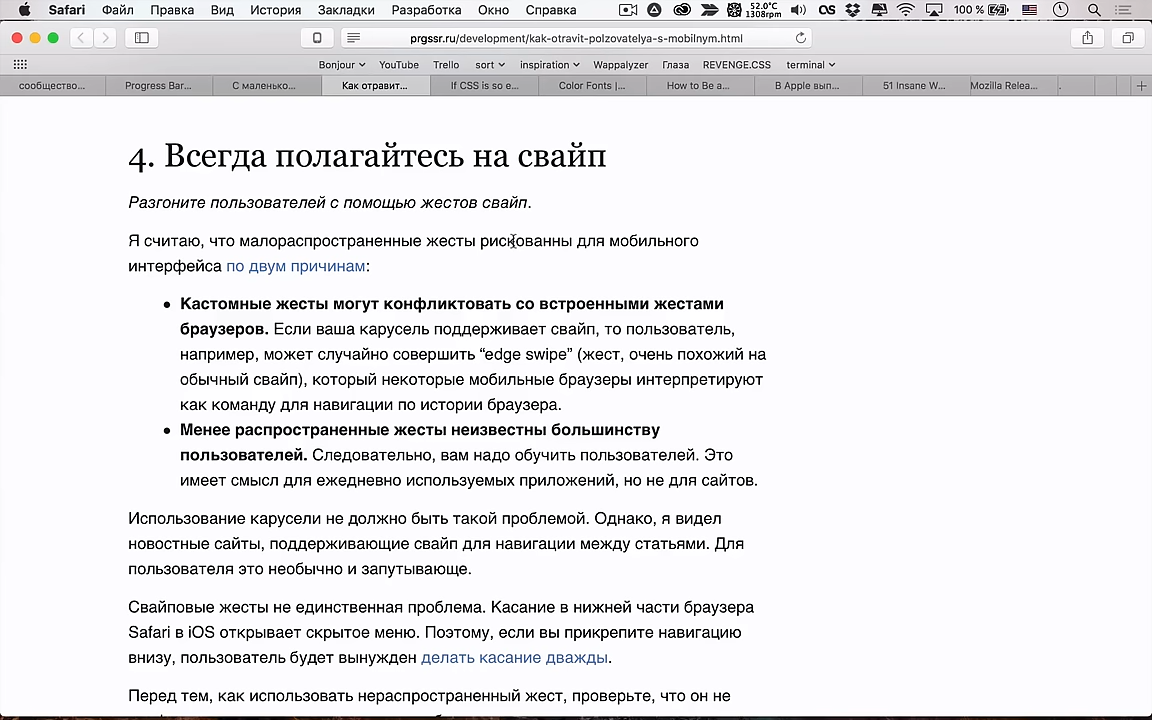 Safari Файл Правка Вид История Закладки Разработка Окно Справка 52.0°C 1308rpm 100 %
prgssr.ru/development/kak-otravit-polzovatelya-s-mobilnym.html
Bonjour YouTube Trello sort inspiration Wappalyzer Глаза REVENGE.CSS terminal
сообщество... Progress Bar... С маленько... Как отравит... If CSS is so e... Color Fonts |... How to Be a... В Apple вып... 51 Insane W... Mozilla Relea...
4. Всегда полагайтесь на свайп
Разгоните пользователей с помощью жестов свайп.
Я считаю, что малораспространенные жесты рискованны для мобильного
интерфейса по двум причинам:
• Кастомные жесты могут конфликтовать со встроенными жестами
браузеров. Если ваша карусель поддерживает свайп, то пользователь,
например, может случайно совершить “edge swipe” (жест, очень похожий на
обычный свайп), который некоторые мобильные браузеры интерпретируют
как команду для навигации по истории браузера.
• Менее распространенные жесты неизвестны большинству
пользователей. Следовательно, вам надо обучить пользователей. Это
имеет смысл для ежедневно используемых приложений, но не для сайтов.
Использование карусели не должно быть такой проблемой. Однако, я видел
новостные сайты, поддерживающие свайп для навигации между статьями. Для
пользователя это необычно и запутывающе.
Свайповые жесты не единственная проблема. Касание в нижней части браузера
Safari в iOS открывает скрытое меню. Поэтому, если вы прикрепите навигацию
внизу, пользователь будет вынужден делать касание дважды.
Перед тем, как использовать нераспространенный жест, проверьте, что он не